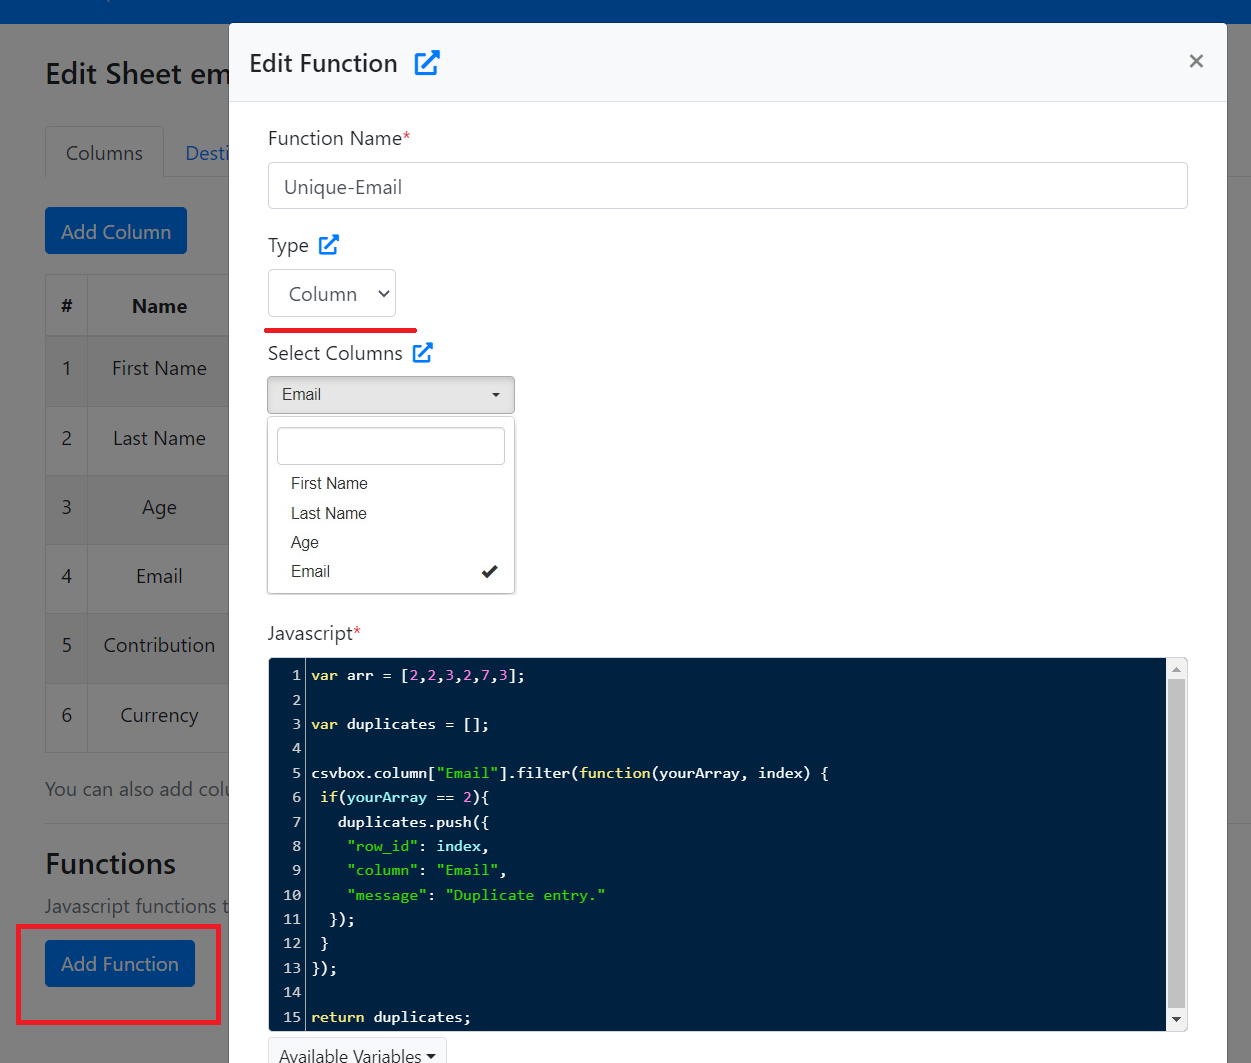 Edit Sheet em
Columns
Desti
Add Column
# Name
1 First Name
2 Last Name
3 Age
4 Email
5 Contribution
6 Currency
You can also add colu
Functions
Javascript functions t
Add Function
Edit Function
×
Function Name*
Unique-Email
Type
Column
Select Columns
Email
First Name
Last Name
Age
Email
Javascript*
1 var arr = [2,2,3,2,7,3];
2
3 var duplicates = [];
4
5 csvbox.column["Email"].filter(function(yourArray, index) {
6 if(yourArray == 2){
7 duplicates.push({
8 "row_id": index,
9 "column": "Email",
10 "message": "Duplicate entry."
11 });
12 }
13 });
14
15 return duplicates;
Available Variables